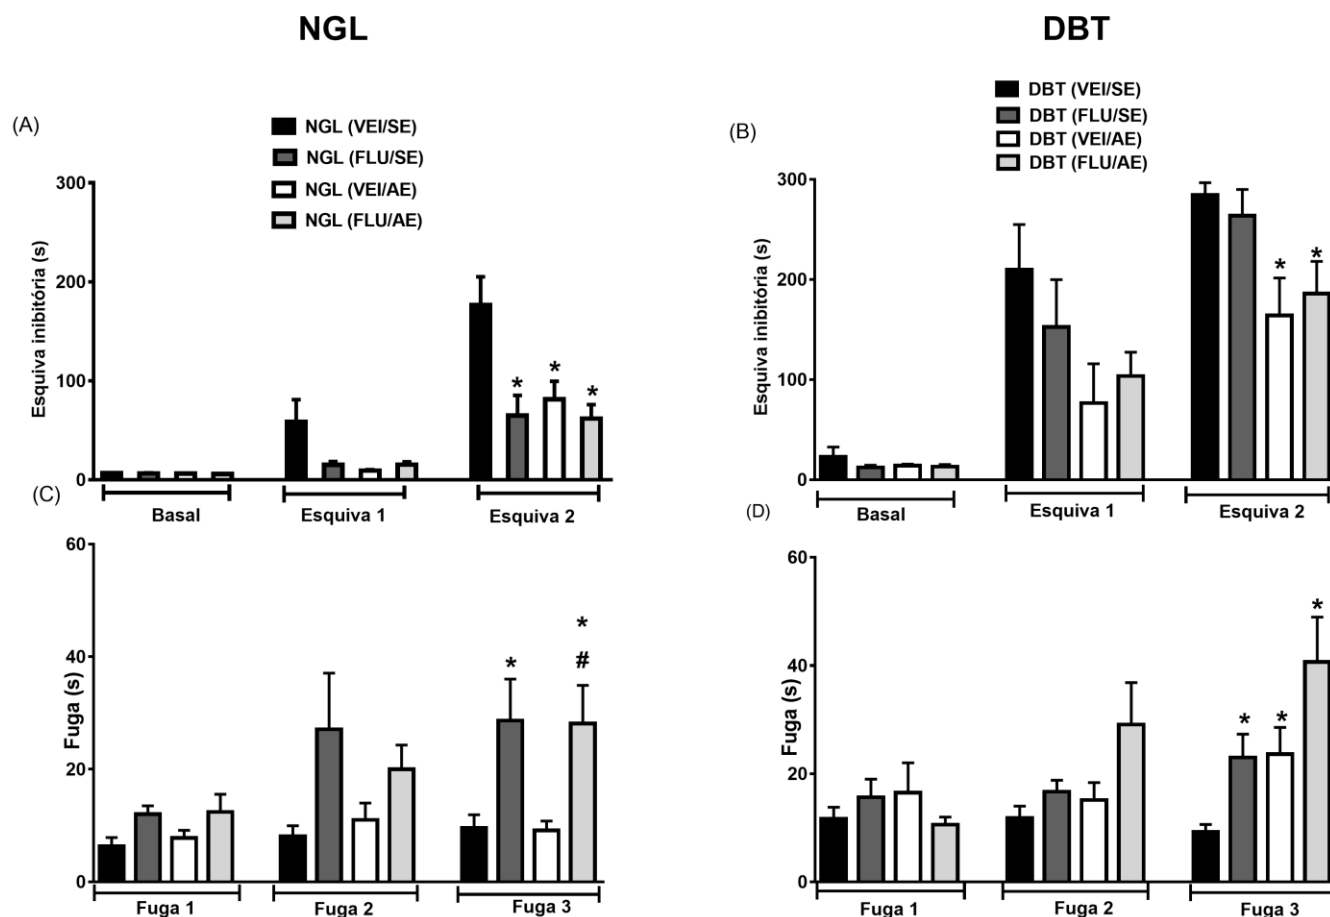 NGL
DBT
(A)
NGL (VEI/SE)
NGL (FLU/SE)
NGL (VEI/AE)
NGL (FLU/AE)
Esquiva inibitória (s)
300
200
100
0
* * *
Basal
Esquiva 1
Esquiva 2
(B)
DBT (VEI/SE)
DBT (FLU/SE)
DBT (VEI/AE)
DBT (FLU/AE)
Esquiva inibitória (s)
300
200
100
0
* *
Basal
Esquiva 1
Esquiva 2
(C)
Fuga (s)
60
40
20
0
*
* #
Fuga 1
Fuga 2
Fuga 3
(D)
Fuga (s)
60
40
20
0
*
* *
Fuga 1
Fuga 2
Fuga 3